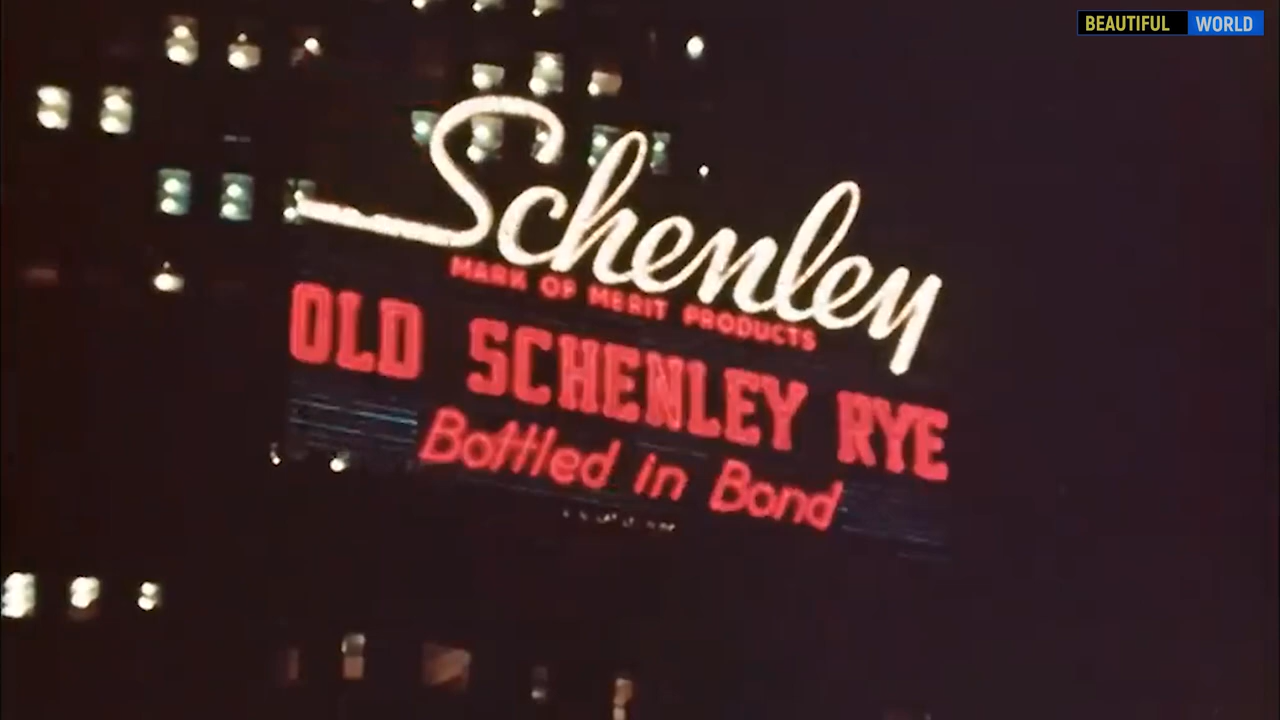 BEAUTIFUL WORLD
Schenley
MARK OF MERIT PRODUCTS
OLD SCHENLEY RYE
Bottled in Bond